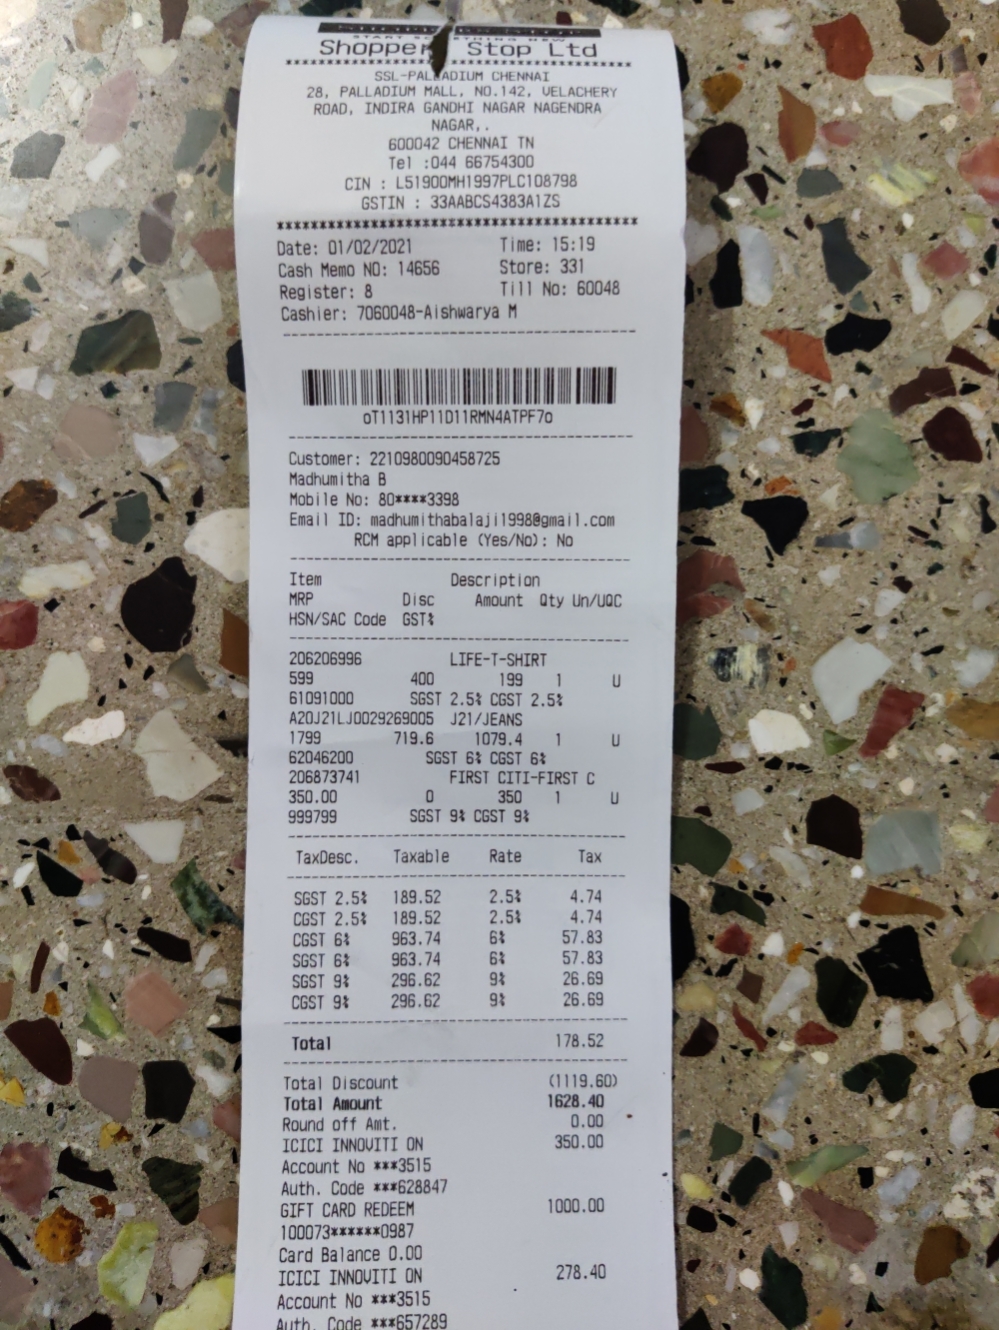 START SOMETHING NEW
Shoppe Stop Ltd
SSL-PALLADIUM CHENNAI
28, PALLADIUM MALL, NO.142, VELACHERY
ROAD, INDIRA GANDHI NAGAR NAGENDRA
NAGAR,.
600042 CHENNAI TN
Tel :044 66754300
CIN : L51900MH1997PLC108798
GSTIN : 33AABCS4383A1ZS
Date: 01/02/2021 Time: 15:19
Cash Memo NO: 14656 Store: 331
Register: 8 Till No: 60048
Cashier: 7060048-Aishwarya M
oT1131HP11D11RMN4ATPF7o
Customer: 2210980090458725
Madhumitha B
Mobile No: 80****3398
Email ID: madhumithabalaji1998@gmail.com
RCM applicable (Yes/No): No
Item Description
MRP Disc Amount Qty Un/UQC
HSN/SAC Code GST%
206206996 LIFE-T-SHIRT
599 400 199 1 U
61091000 SGST 2.5% CGST 2.5%
A20J21LJ0029269005 J21/JEANS
1799 719.6 1079.4 1 U
62046200 SGST 6% CGST 6%
206873741 FIRST CITI-FIRST C
350.00 0 350 1 U
999799 SGST 9% CGST 9%
TaxDesc. Taxable Rate Tax
SGST 2.5% 189.52 2.5% 4.74
CGST 2.5% 189.52 2.5% 4.74
CGST 6% 963.74 6% 57.83
SGST 6% 963.74 6% 57.83
SGST 9% 296.62 9% 26.69
CGST 9% 296.62 9% 26.69
Total 178.52
Total Discount (1119.60)
Total Amount 1628.40
Round off Amt. 0.00
ICICI INNOVITI ON 350.00
Account No ***3515
Auth. Code ***628847
GIFT CARD REDEEM 1000.00
100073******0987
Card Balance 0.00
ICICI INNOVITI ON 278.40
Account No ***3515
Auth. Code ***657289